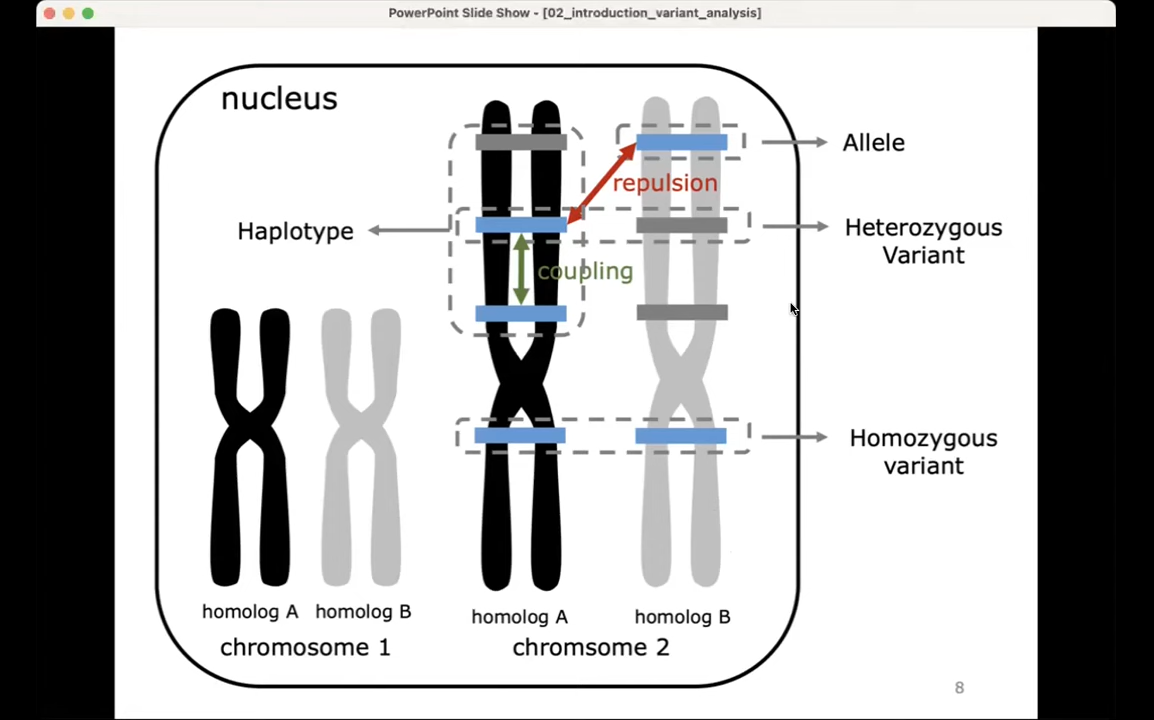 PowerPoint Slide Show - [02_introduction_variant_analysis]
nucleus
Allele
repulsion
Haplotype
Heterozygous
Variant
coupling
Homozygous
variant
homolog A
homolog B
homolog A
homolog B
chromosome 1
chromsome 2
8